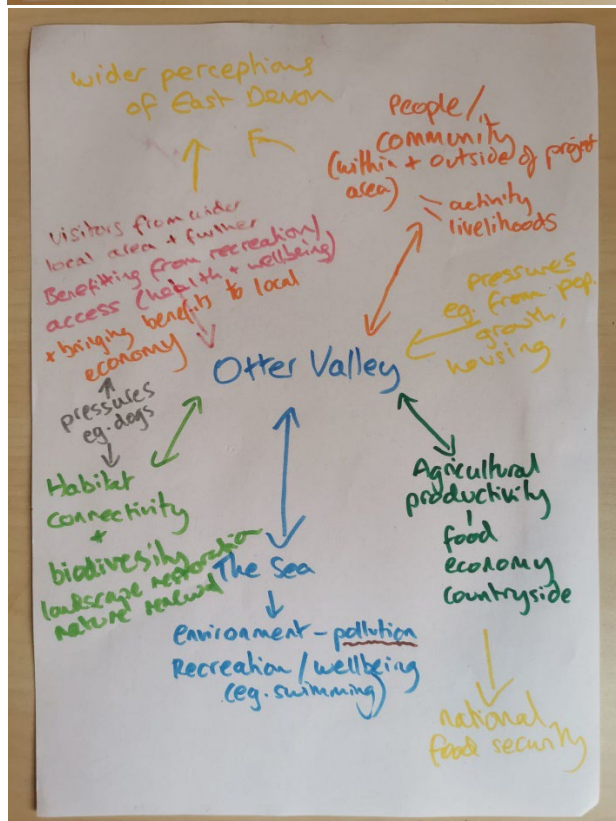 wider perceptions
of East Devon
People/
community
(within + outside of project
area)
activity
livelihoods
visitors from wider
local area + further
Benefitting from recreation/
access (health + wellbeing)
+ bringing benefits to local
economy
pressures
eg. from pop.
growth,
housing
Otter Valley
pressures
eg. dogs
Habitat
connectivity
+
biodiversity
landscape restoration
nature renewal
The Sea
environment - pollution
Recreation / wellbeing
(eg. swimming)
Agricultural
productivity
food
economy
countryside
national
food security